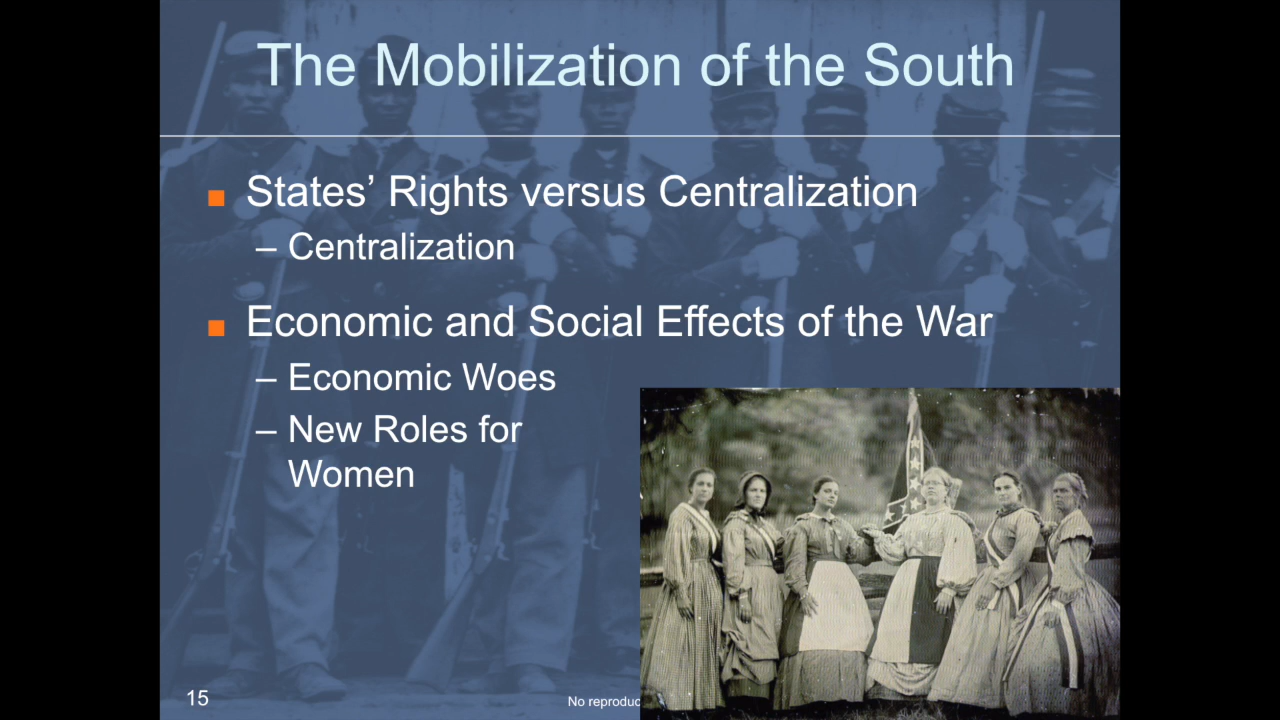 The Mobilization of the South
■ States’ Rights versus Centralization
– Centralization
■ Economic and Social Effects of the War
– Economic Woes
– New Roles for
Women
15
No